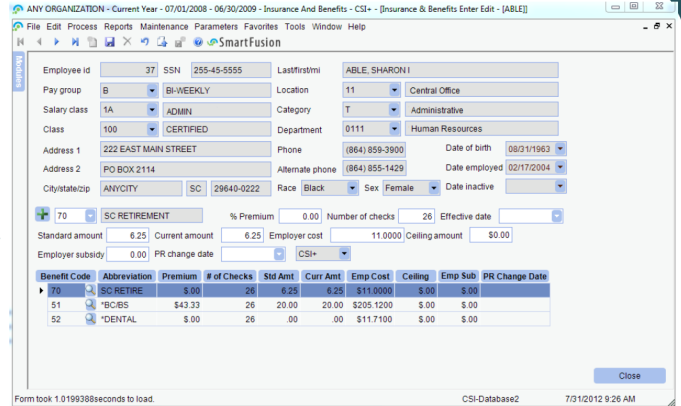 ANY ORGANIZATION - Current Year - 07/01/2008 - 06/30/2009 - Insurance And Benefits - CSI+ - [Insurance & Benefits Enter Edit - [ABLE]]
File Edit Process Reports Maintenance Parameters Favorites Tools Window Help
SmartFusion
Modules
Employee id 37 SSN 255-45-5555 Last/first/mi ABLE, SHARON I
Pay group B BI-WEEKLY Location 11 Central Office
Salary class 1A ADMIN Category T Administrative
Class 100 CERTIFIED Department 0111 Human Resources
Address 1 222 EAST MAIN STREET Phone (864) 859-3900 Date of birth 08/31/1963
Address 2 PO BOX 2114 Alternate phone (864) 855-1429 Date employed 02/17/2004
City/state/zip ANYCITY SC 29640-0222 Race Black Sex Female Date inactive
70 SC RETIREMENT % Premium 0.00 Number of checks 26 Effective date
Standard amount 6.25 Current amount 6.25 Employer cost 11.0000 Ceiling amount $0.00
Employer subsidy 0.00 PR change date CSI+
Benefit Code Abbreviation Premium # of Checks Std Amt Curr Amt Emp Cost Ceiling Emp Sub PR Change Date
70 SC RETIRE $.00 26 6.25 6.25 $11.0000 $.00 $.00
51 *BC/BS $43.33 26 20.00 20.00 $205.1200 $.00 $.00
52 *DENTAL $.00 26 .00 .00 $11.7100 $.00 $.00
Close
Form took 1.0199388seconds to load. CSI-Database2 7/31/2012 9:26 AM